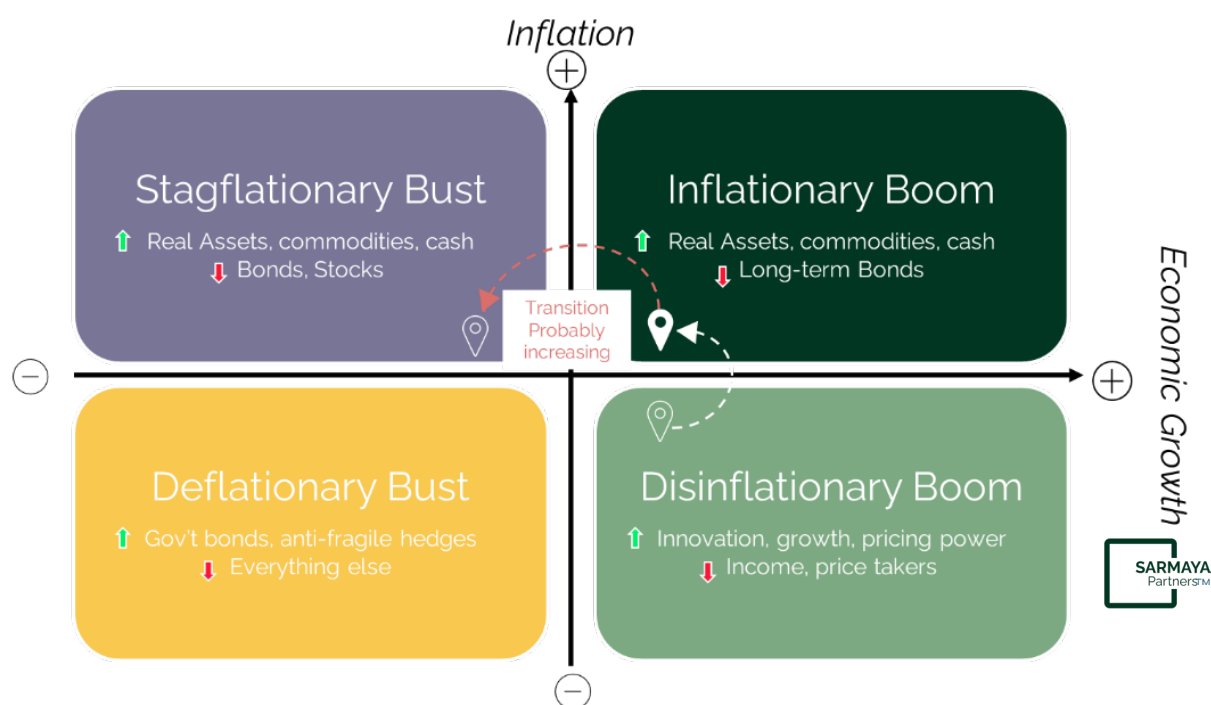 Inflation
+
Stagflationary Bust
Real Assets, commodities, cash
Bonds, Stocks
Inflationary Boom
Real Assets, commodities, cash
Long-term Bonds
Transition
Probably
increasing
−
+
Economic Growth
Deflationary Bust
Gov't bonds, anti-fragile hedges
Everything else
Disinflationary Boom
Innovation, growth, pricing power
Income, price takers
SARMAYA
Partners™
−